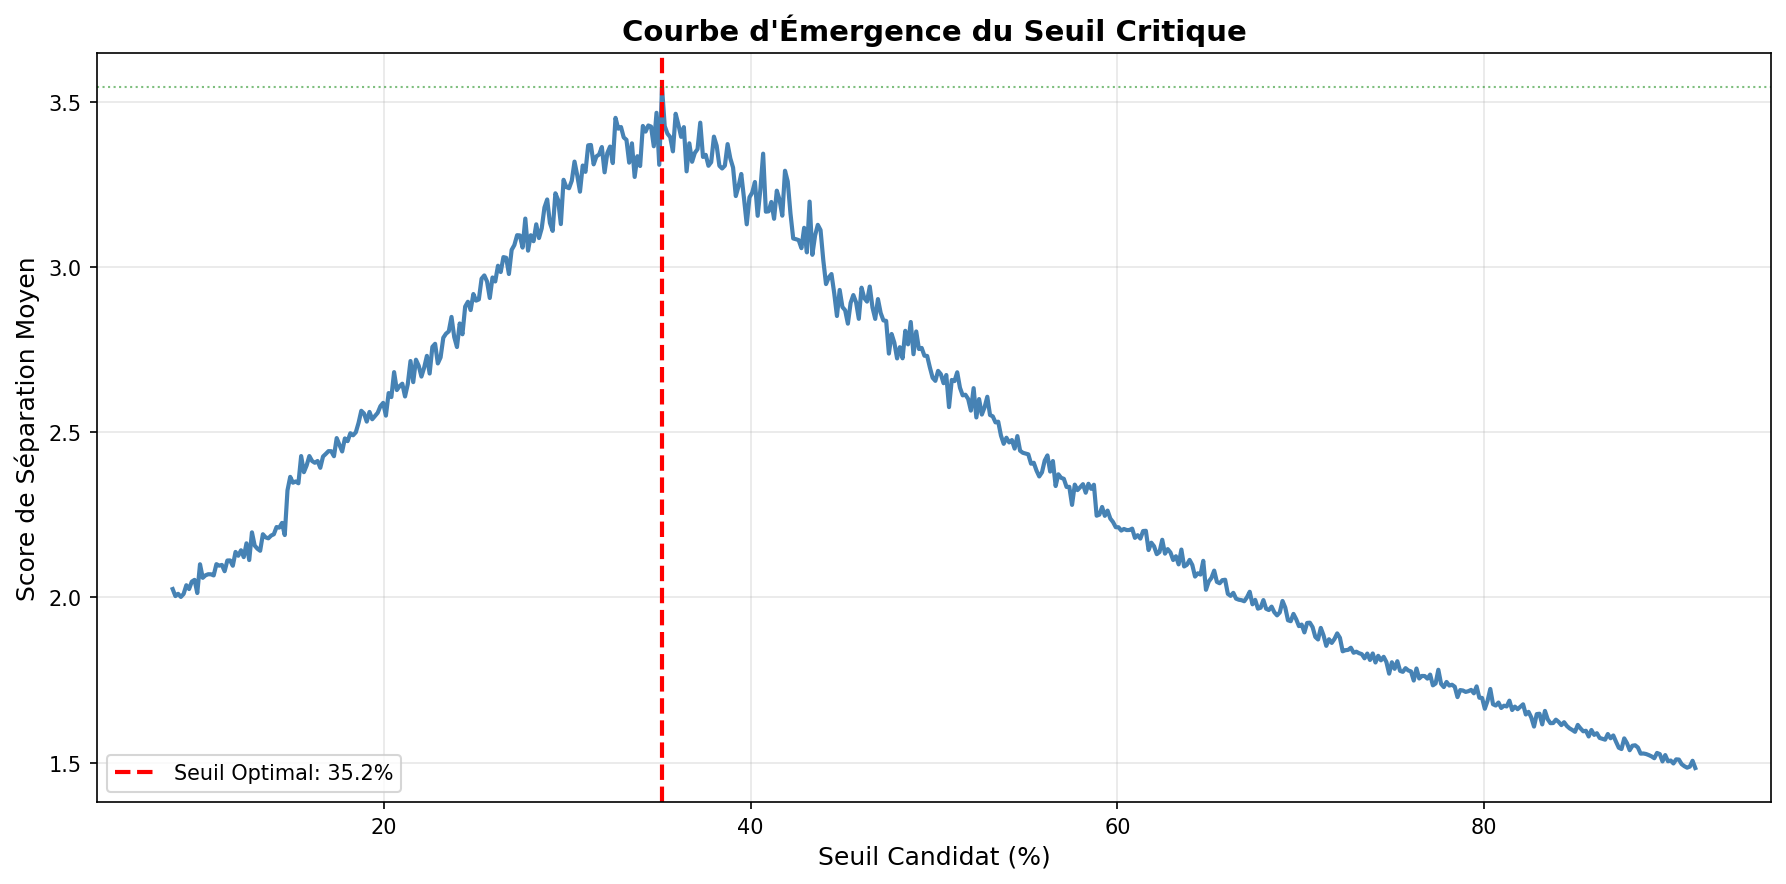 Courbe d'Émergence du Seuil Critique
Score de Séparation Moyen
3.5
3.0
2.5
2.0
1.5
Seuil Optimal: 35.2%
20
40
60
80
Seuil Candidat (%)